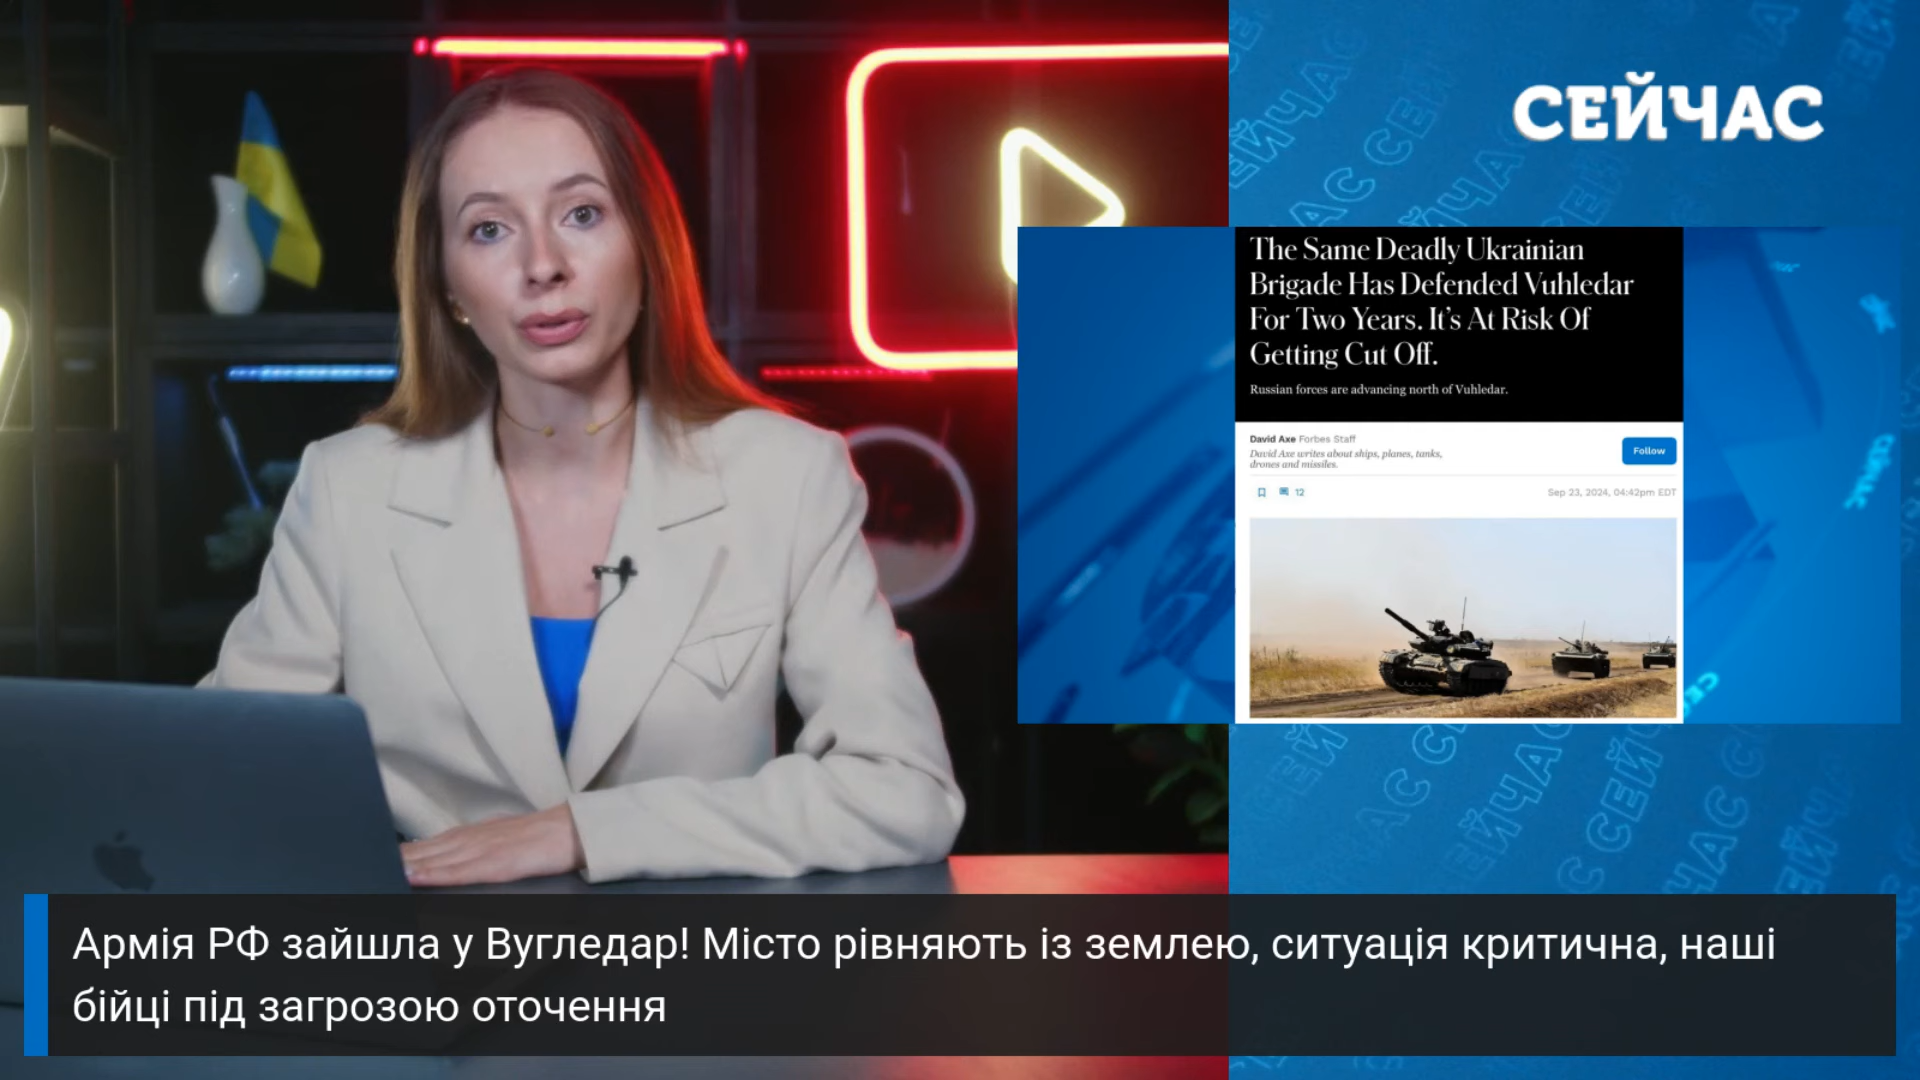 СЕЙЧАС
The Same Deadly Ukrainian
Brigade Has Defended Vuhledar
For Two Years. It's At Risk Of
Getting Cut Off.
Russian forces are advancing north of Vuhledar.
David Axe Forbes Staff
David Axe writes about ships, planes, tanks,
drones and missiles.
Follow
12
Sep 23, 2024, 04:42pm EDT
Армія РФ зайшла у Вугледар! Місто рівняють із землею, ситуація критична, наші
бійці під загрозою оточення